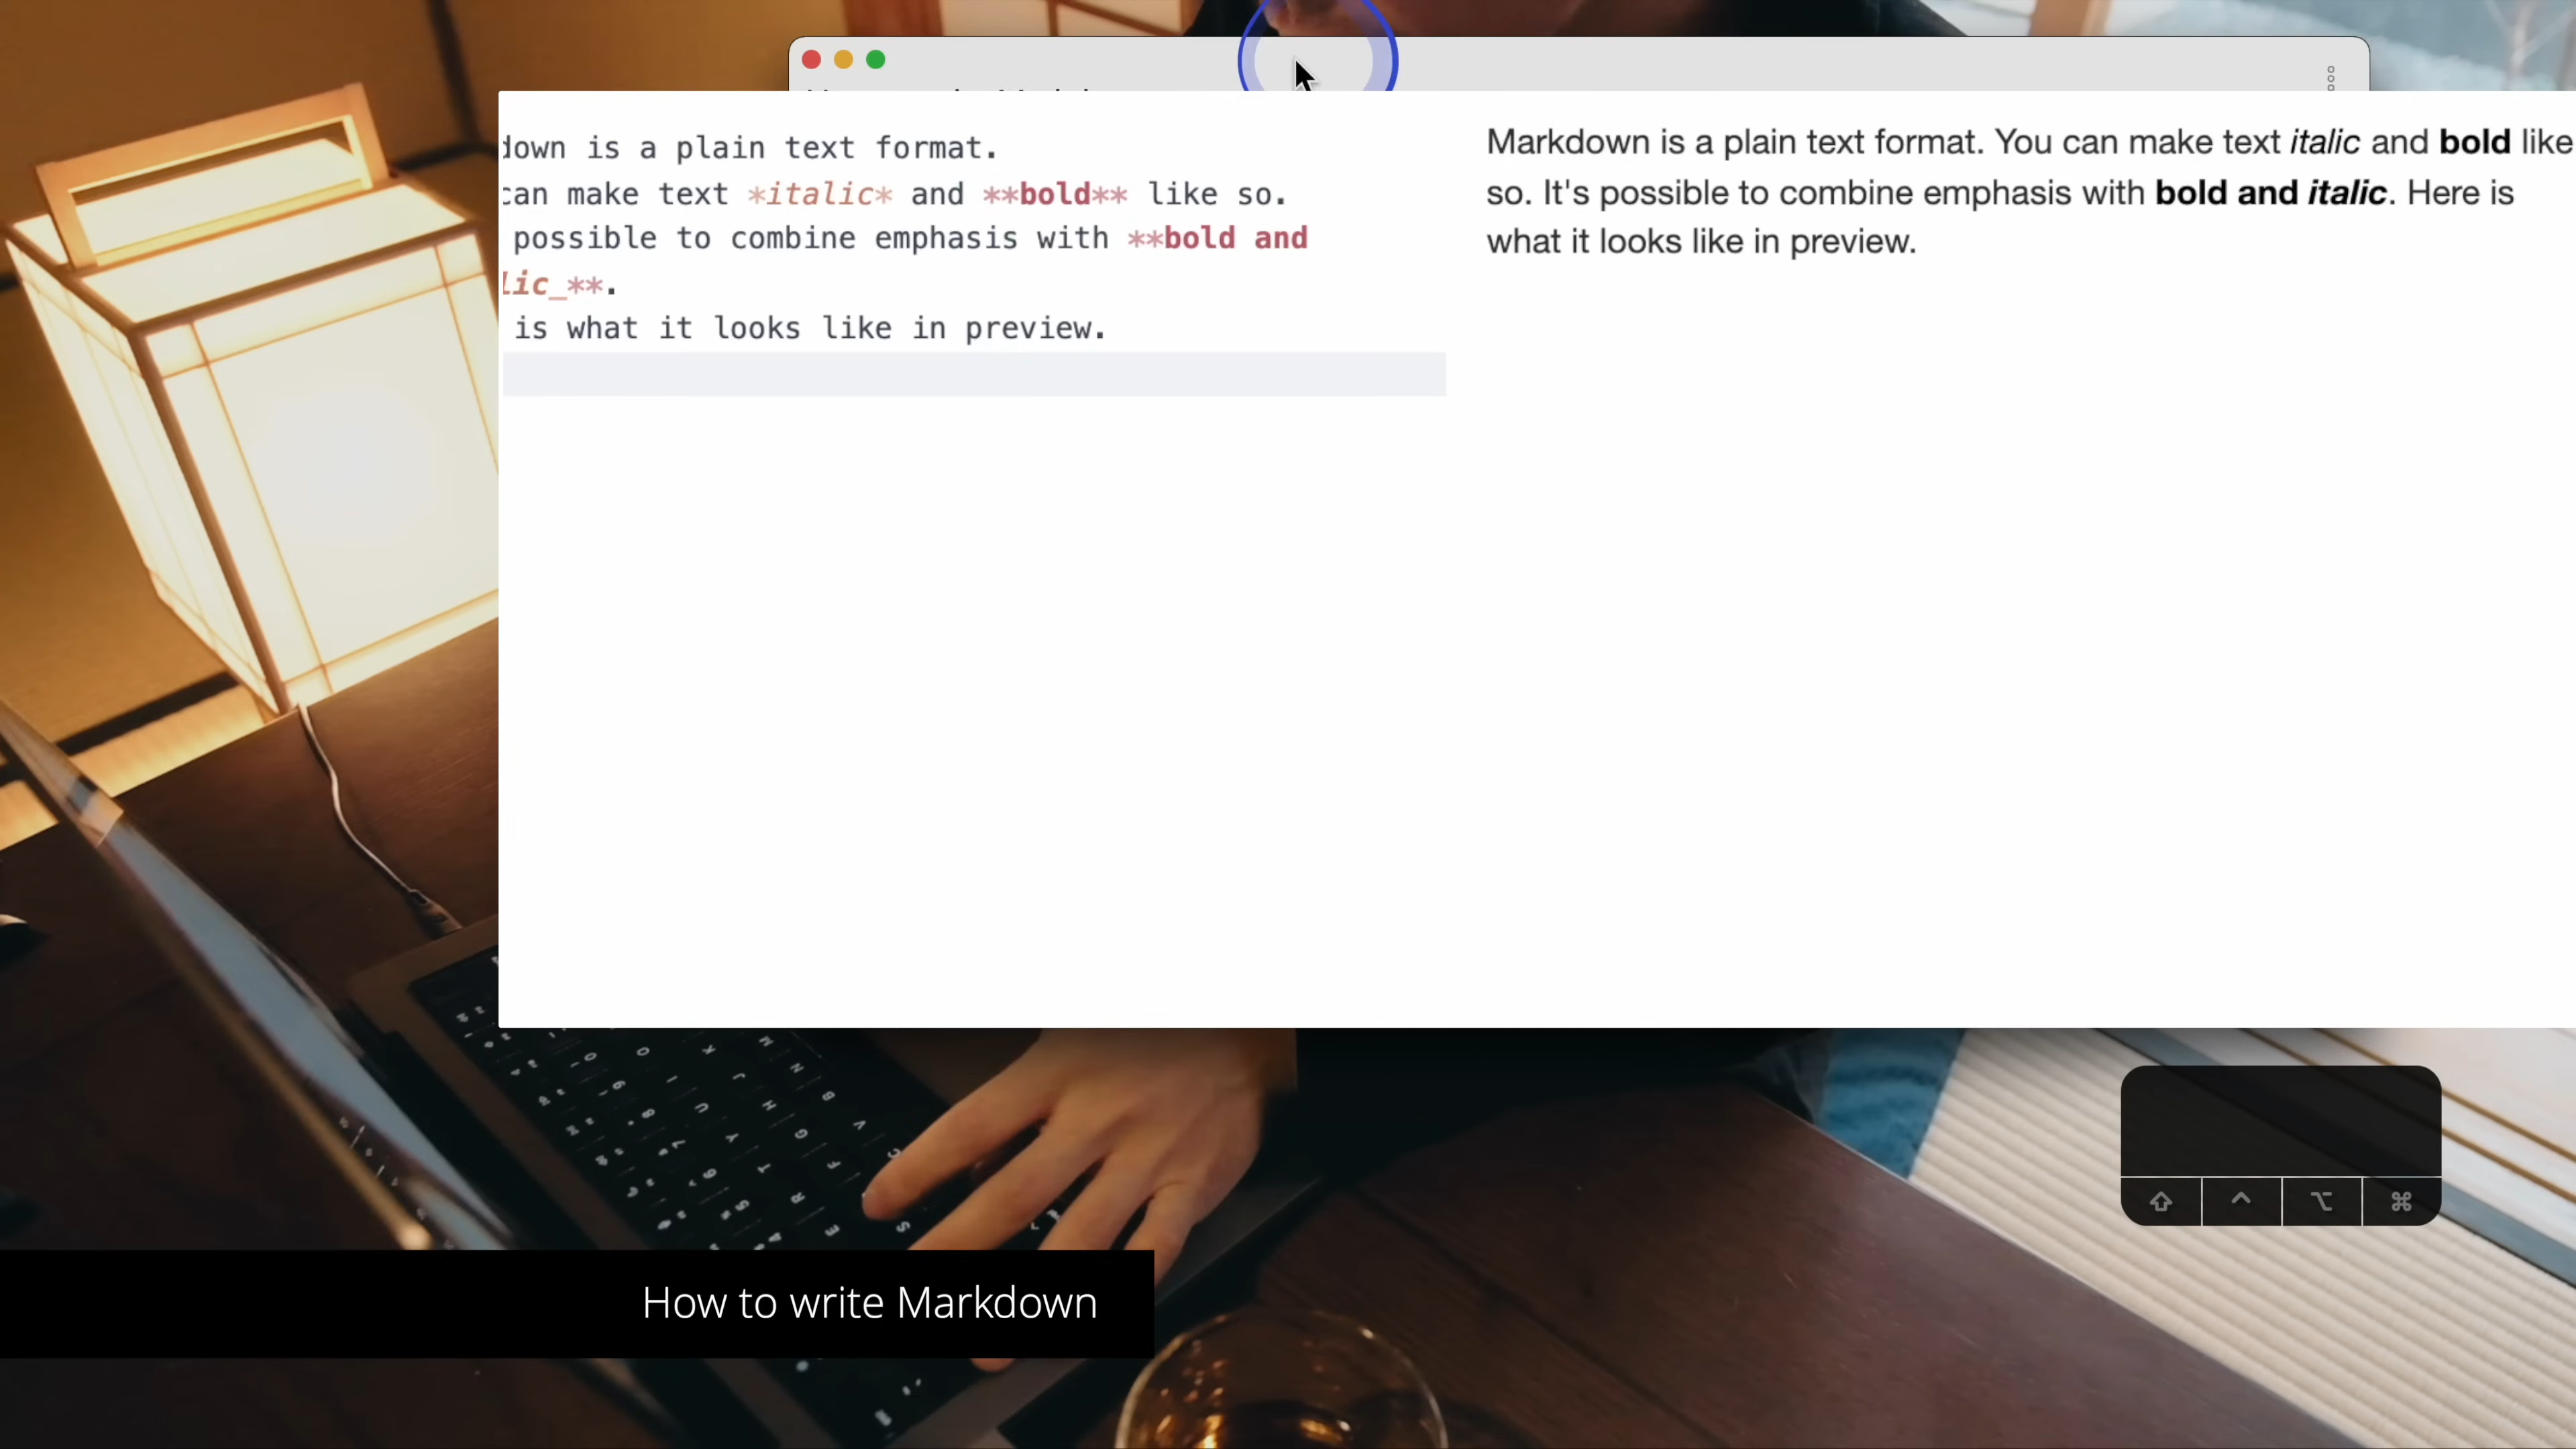 down is a plain text format.
can make text *italic* and **bold** like so.
possible to combine emphasis with **bold and
lic_**.
is what it looks like in preview.
Markdown is a plain text format. You can make text italic and bold like
so. It's possible to combine emphasis with bold and italic. Here is
what it looks like in preview.
How to write Markdown